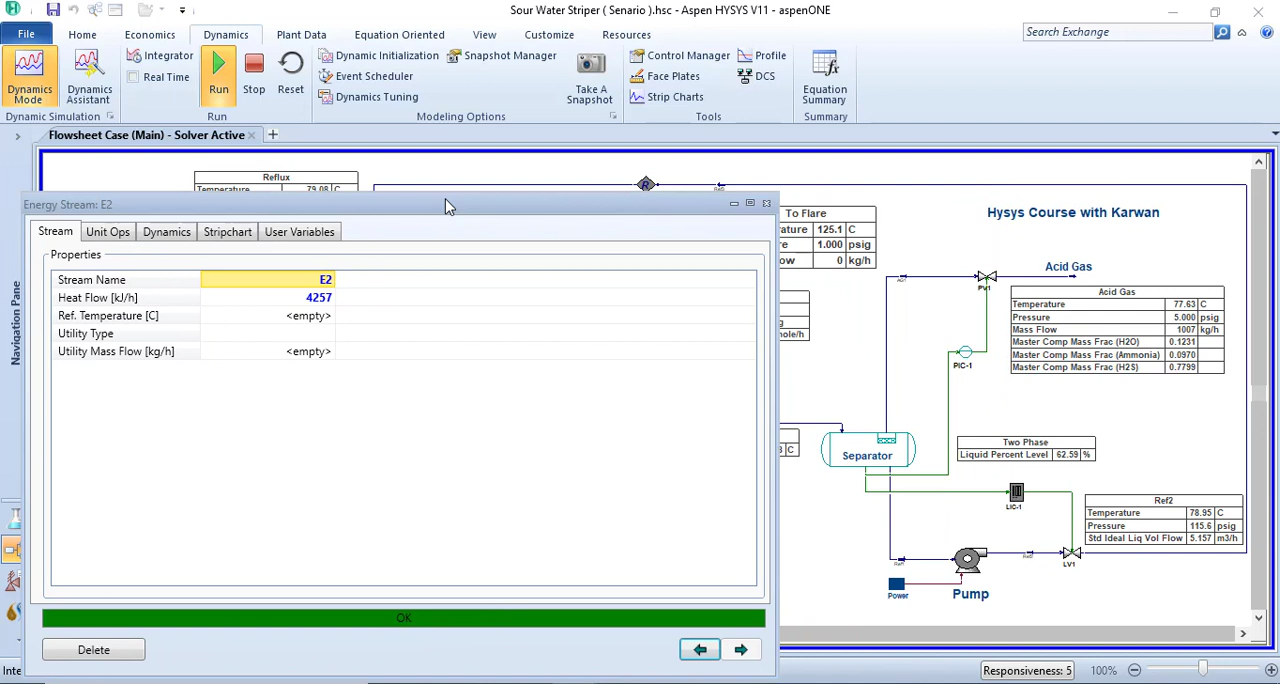 Sour Water Striper ( Senario ).hsc - Aspen HYSYS V11 - aspenONE
File
Home
Economics
Dynamics
Plant Data
Equation Oriented
View
Customize
Resources
Search Exchange
Dynamics Mode
Dynamics Assistant
Dynamic Simulation
Integrator
Real Time
Run
Stop
Reset
Run
Dynamic Initialization
Event Scheduler
Dynamics Tuning
Snapshot Manager
Take A Snapshot
Modeling Options
Control Manager
Face Plates
Strip Charts
Profile
DCS
Tools
Equation Summary
Summary
Flowsheet Case (Main) - Solver Active
Navigation Pane
Reflux
Temperature 79.08 C
Energy Stream: E2
Stream
Unit Ops
Dynamics
Stripchart
User Variables
Properties
Stream Name E2
Heat Flow [kJ/h] 4257
Ref. Temperature [C] <empty>
Utility Type
Utility Mass Flow [kg/h] <empty>
OK
Delete
R
To Flare
ature 125.1 C
re 1.000 psig
ow 0 kg/h
Hysys Course with Karwan
Acid Gas
PV1
Acid Gas
Temperature 77.63 C
Pressure 5.000 psig
Mass Flow 1007 kg/h
Master Comp Mass Frac (H2O) 0.1231
Master Comp Mass Frac (Ammonia) 0.0970
Master Comp Mass Frac (H2S) 0.7799
ole/h
PIC-1
C
Separator
Two Phase
Liquid Percent Level 62.59 %
LIC-1
Ref2
Temperature 78.95 C
Pressure 115.6 psig
Std Ideal Liq Vol Flow 5.157 m3/h
LV1
Power
Pump
Inte
Responsiveness: 5
100%